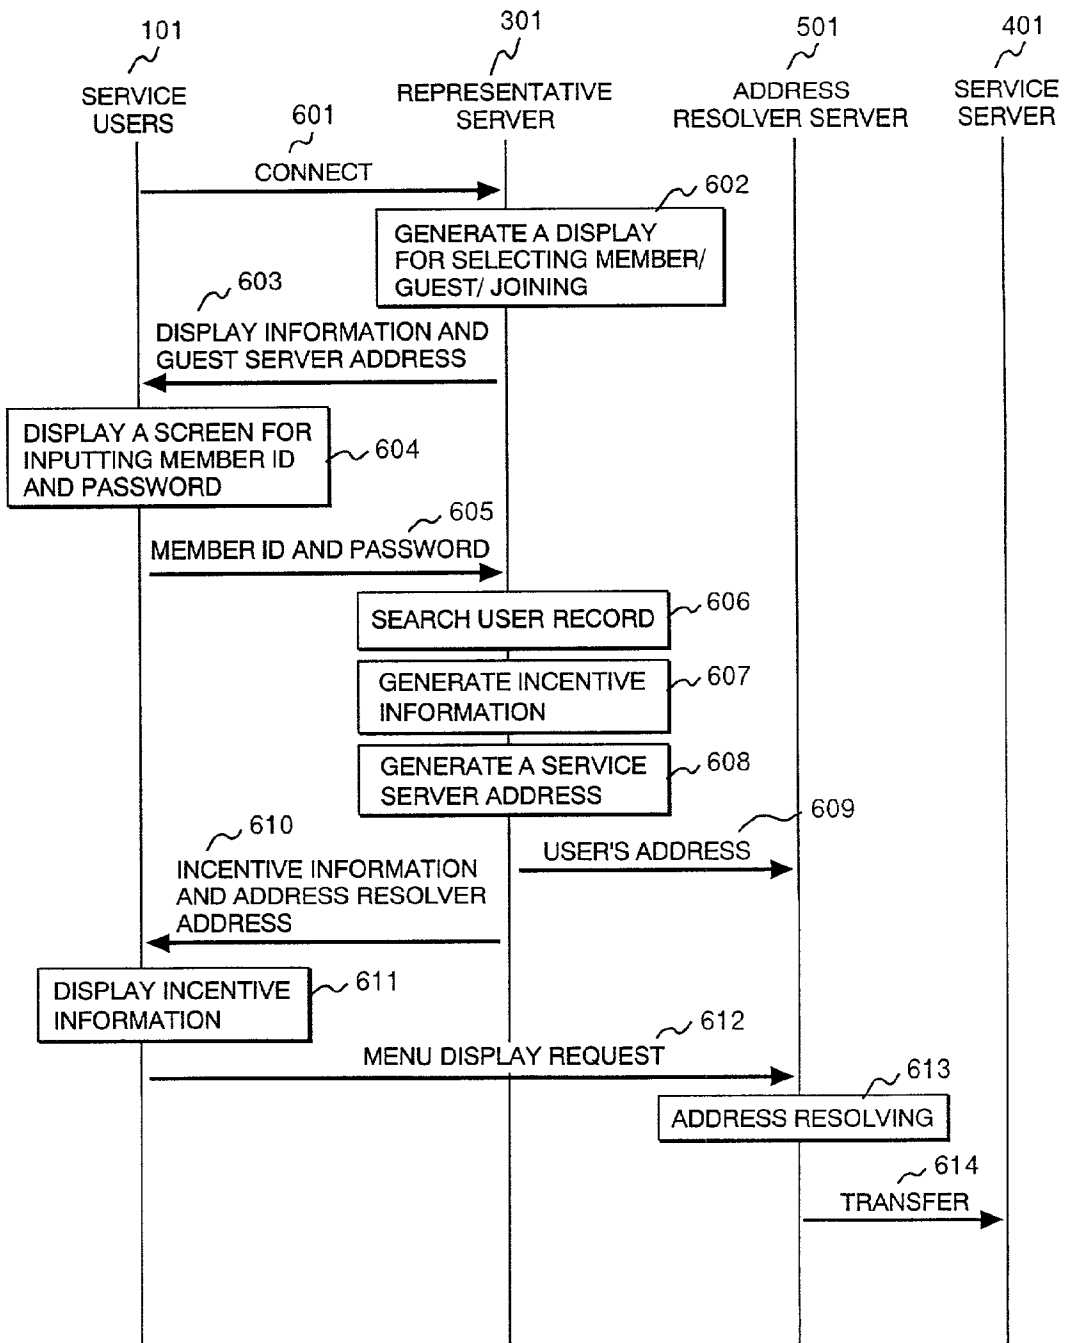 101
301
501
401
SERVICE
USERS
REPRESENTATIVE
SERVER
ADDRESS
RESOLVER SERVER
SERVICE
SERVER
601
CONNECT
602
GENERATE A DISPLAY
FOR SELECTING MEMBER/
GUEST/ JOINING
603
DISPLAY INFORMATION AND
GUEST SERVER ADDRESS
DISPLAY A SCREEN FOR
INPUTTING MEMBER ID
AND PASSWORD
604
605
MEMBER ID AND PASSWORD
SEARCH USER RECORD
606
GENERATE INCENTIVE
INFORMATION
607
GENERATE A SERVICE
SERVER ADDRESS
608
609
USER'S ADDRESS
610
INCENTIVE INFORMATION
AND ADDRESS RESOLVER
ADDRESS
DISPLAY INCENTIVE
INFORMATION
611
612
MENU DISPLAY REQUEST
613
ADDRESS RESOLVING
614
TRANSFER